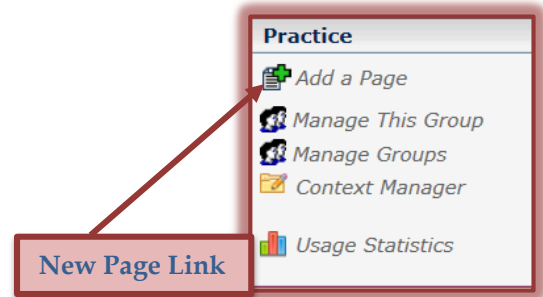 Practice
Add a Page
Manage This Group
Manage Groups
Context Manager
Usage Statistics
New Page Link